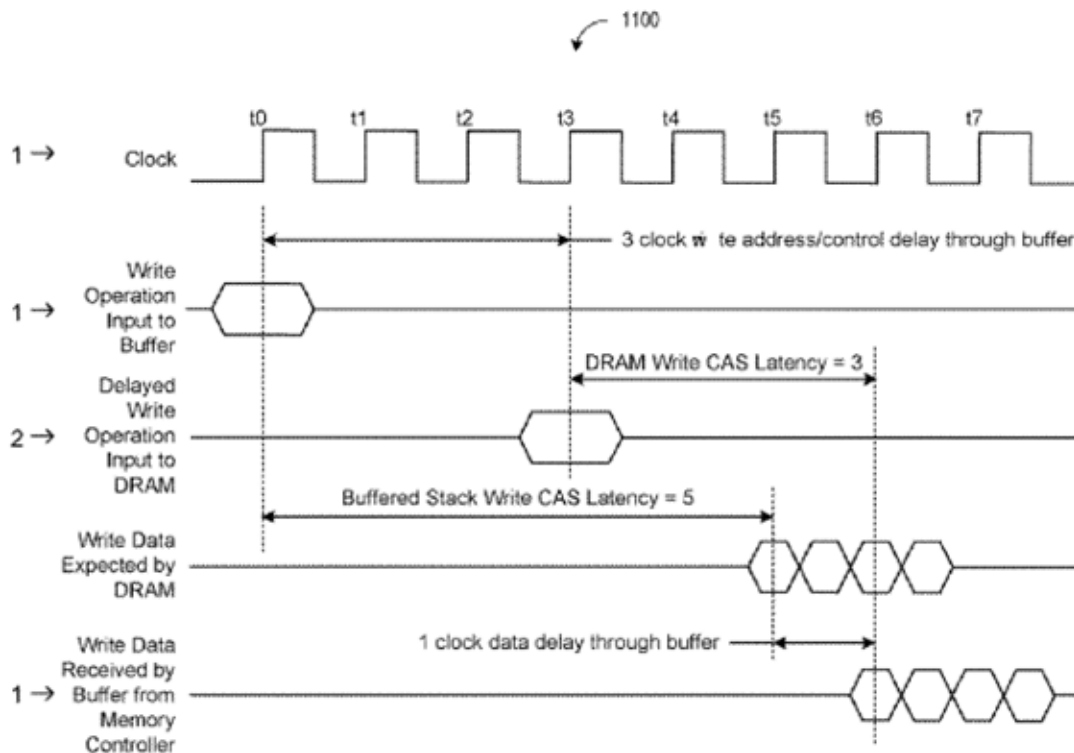 1100
t0 t1 t2 t3 t4 t5 t6 t7
1→ Clock
3 clock te address/control delay through buffer
Write
Operation
1→ Input to
Buffer
DRAM Write CAS Latency = 3
Delayed
Write
2→ Operation
Input to
DRAM
Buffered Stack Write CAS Latency = 5
Write Data
Expected by
DRAM
1 clock data delay through buffer
Write Data
Received by
1→ Buffer from
Memory
Controller